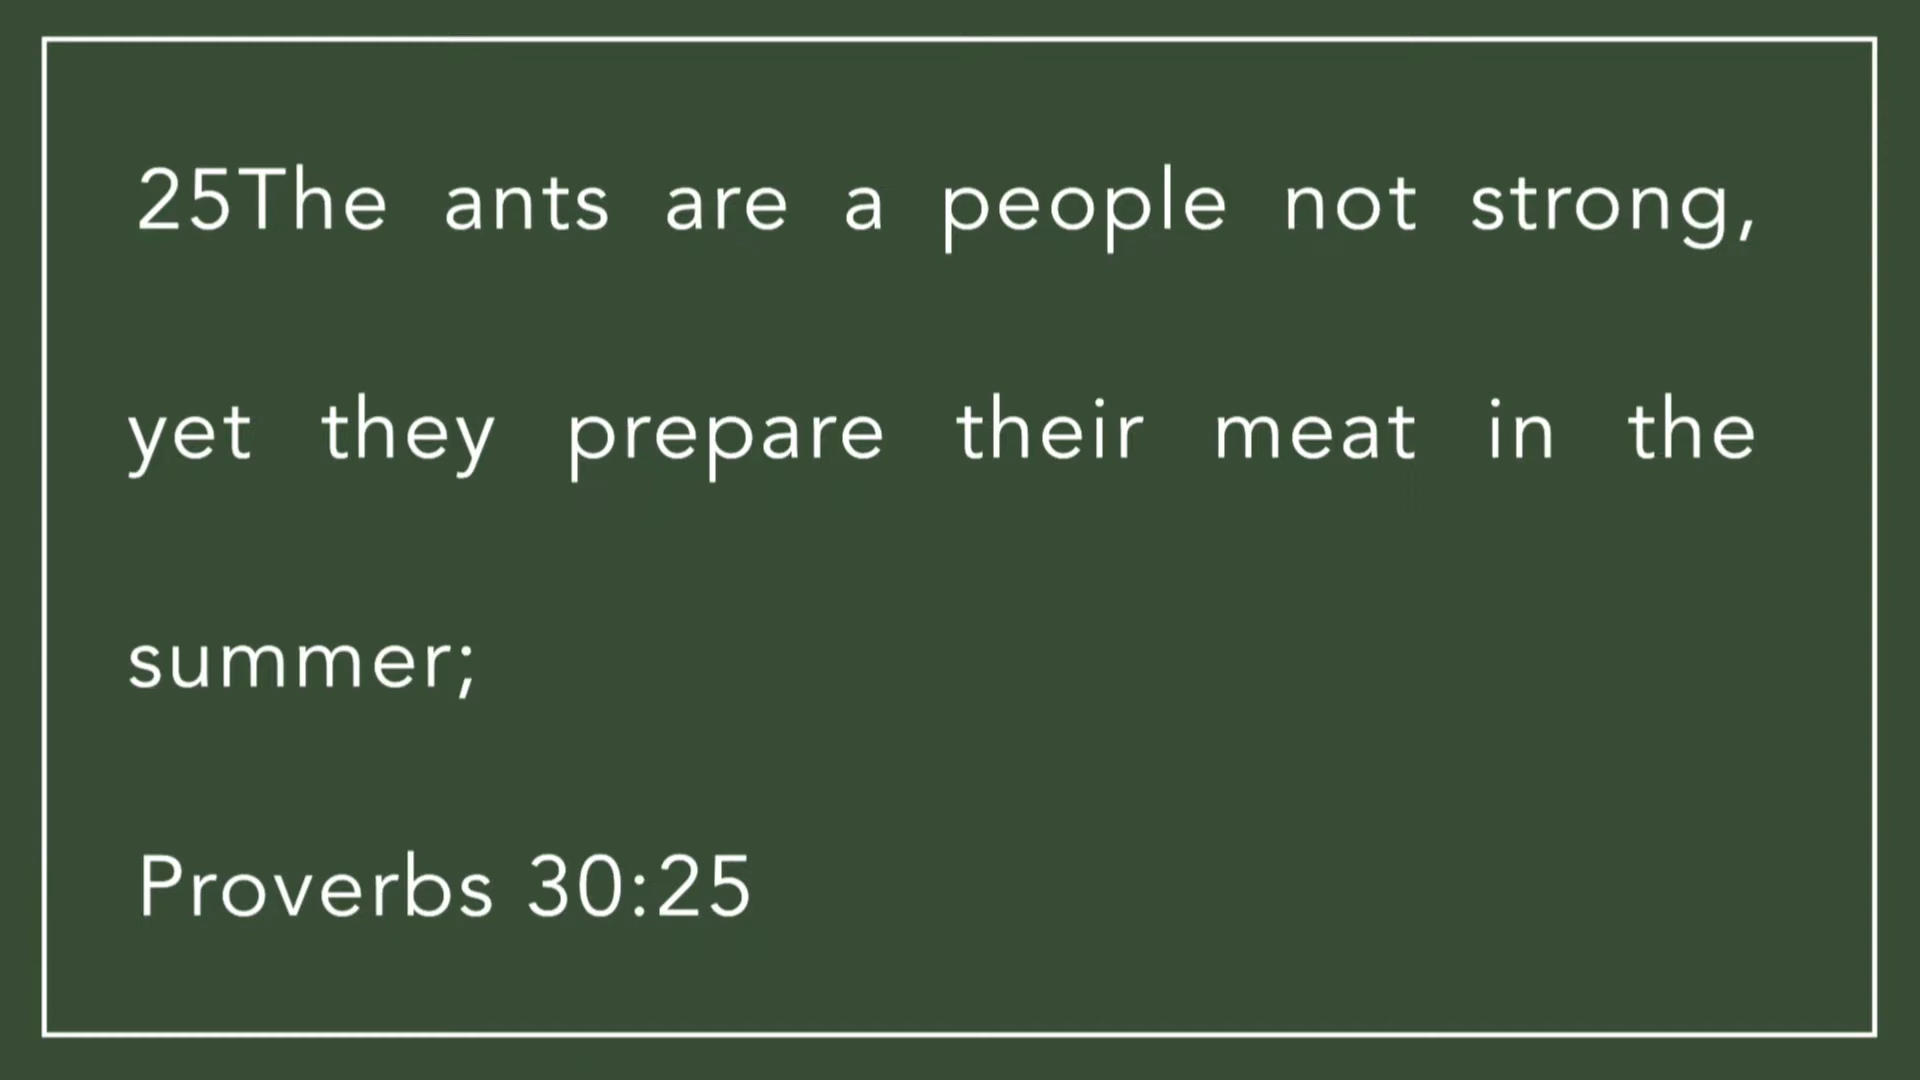 25The ants are a people not strong,
yet they prepare their meat in the
summer;
Proverbs 30:25